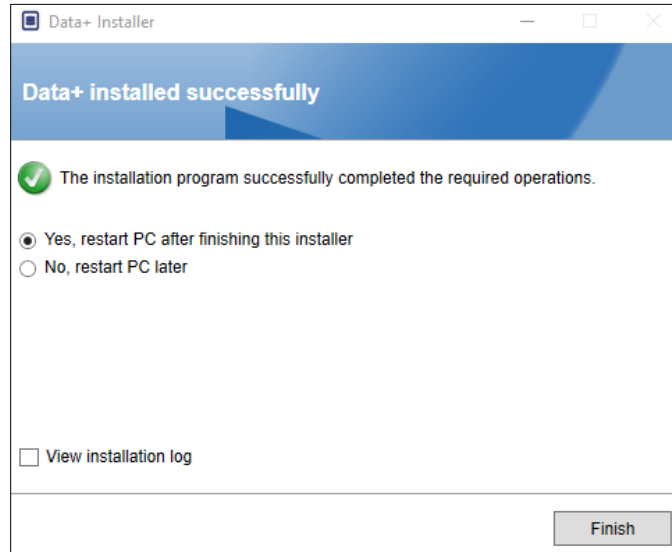 Data+ Installer
Data+ installed successfully
The installation program successfully completed the required operations.
Yes, restart PC after finishing this installer
No, restart PC later
View installation log
Finish